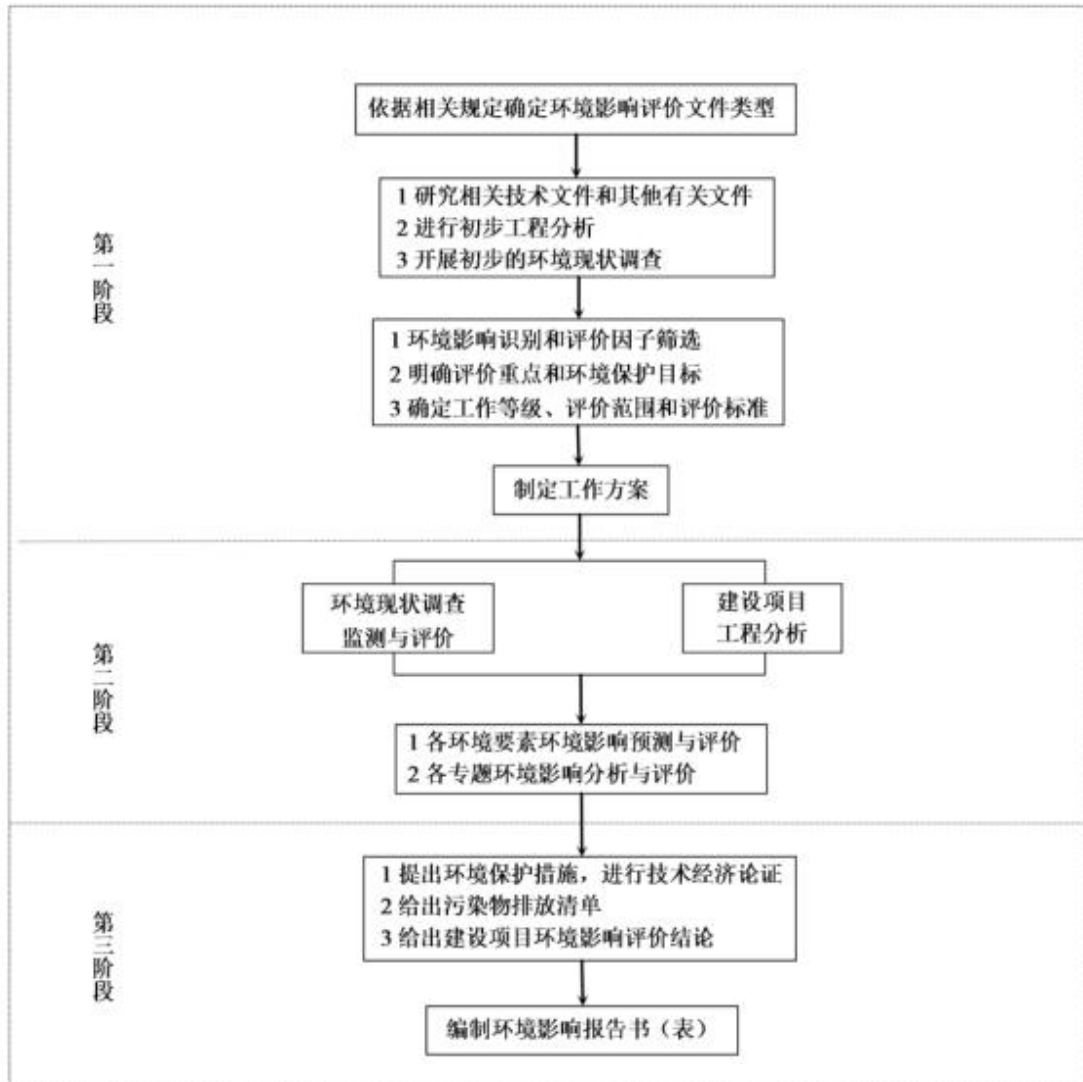 依据相关规定确定环境影响评价文件类型
1 研究相关技术文件和其他有关文件
2 进行初步工程分析
3 开展初步的环境现状调查
第一阶段
1 环境影响识别和评价因子筛选
2 明确评价重点和环境保护目标
3 确定工作等级、评价范围和评价标准
制定工作方案
环境现状调查
监测与评价
建设项目
工程分析
第二阶段
1 各环境要素环境影响预测与评价
2 各专题环境影响分析与评价
1 提出环境保护措施，进行技术经济论证
2 给出污染物排放清单
3 给出建设项目环境影响评价结论
第三阶段
编制环境影响报告书（表）